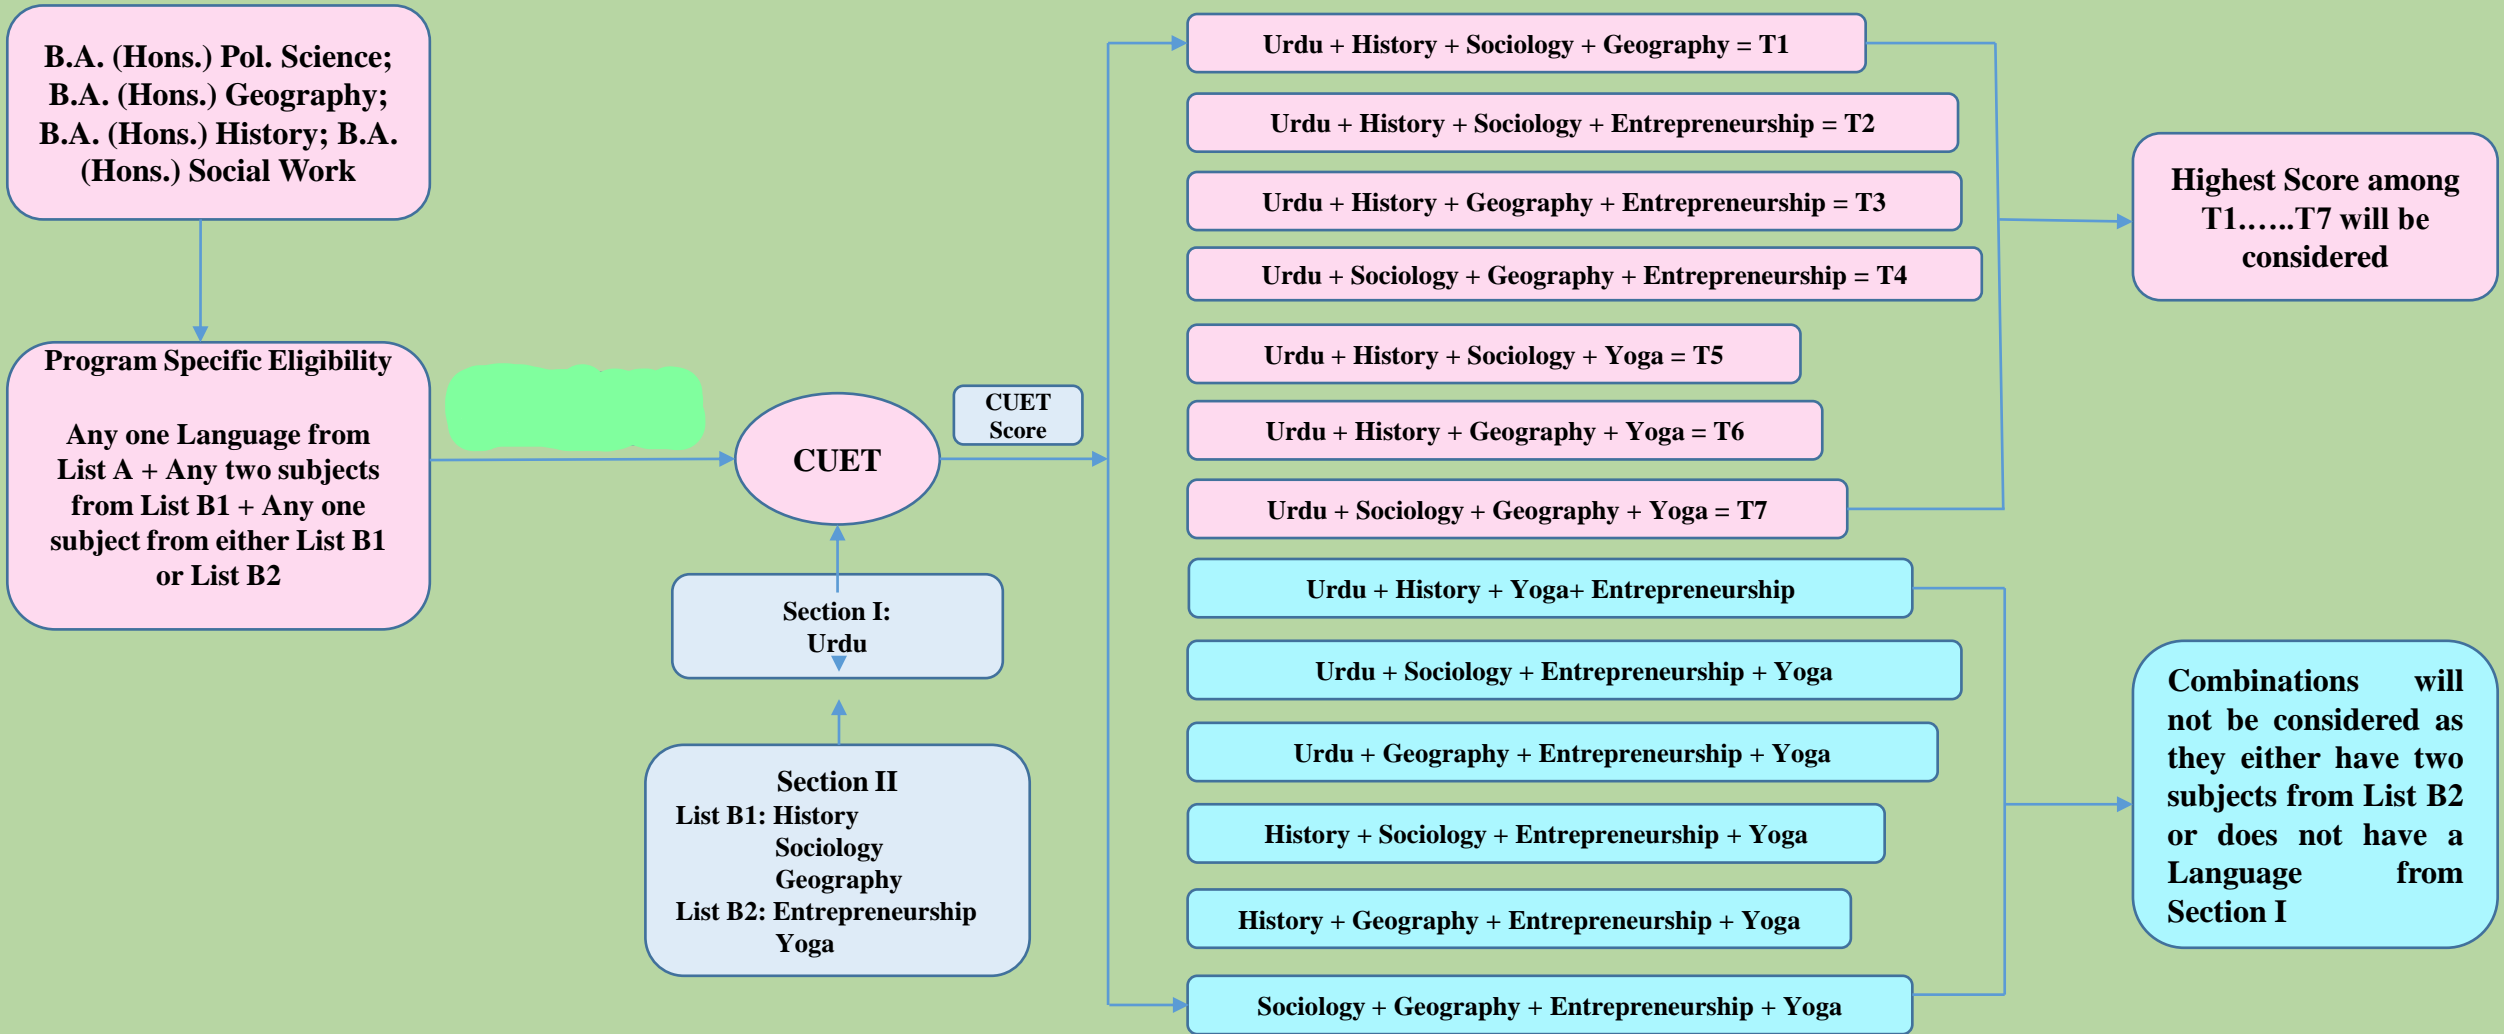 B.A. (Hons.) Pol. Science;
B.A. (Hons.) Geography;
B.A. (Hons.) History; B.A.
(Hons.) Social Work
Program Specific Eligibility
Any one Language from
List A + Any two subjects
from List B1 + Any one
subject from either List B1
or List B2
CUET
Section I:
Urdu
Section II
List B1: History
Sociology
Geography
List B2: Entrepreneurship
Yoga
CUET
Score
Urdu + History + Sociology + Geography = T1
Urdu + History + Sociology + Entrepreneurship = T2
Urdu + History + Geography + Entrepreneurship = T3
Urdu + Sociology + Geography + Entrepreneurship = T4
Urdu + History + Sociology + Yoga = T5
Urdu + History + Geography + Yoga = T6
Urdu + Sociology + Geography + Yoga = T7
Urdu + History + Yoga+ Entrepreneurship
Urdu + Sociology + Entrepreneurship + Yoga
Urdu + Geography + Entrepreneurship + Yoga
History + Sociology + Entrepreneurship + Yoga
History + Geography + Entrepreneurship + Yoga
Sociology + Geography + Entrepreneurship + Yoga
Highest Score among
T1.…..T7 will be
considered
Combinations will
not be considered as
they either have two
subjects from List B2
or does not have a
Language from
Section I